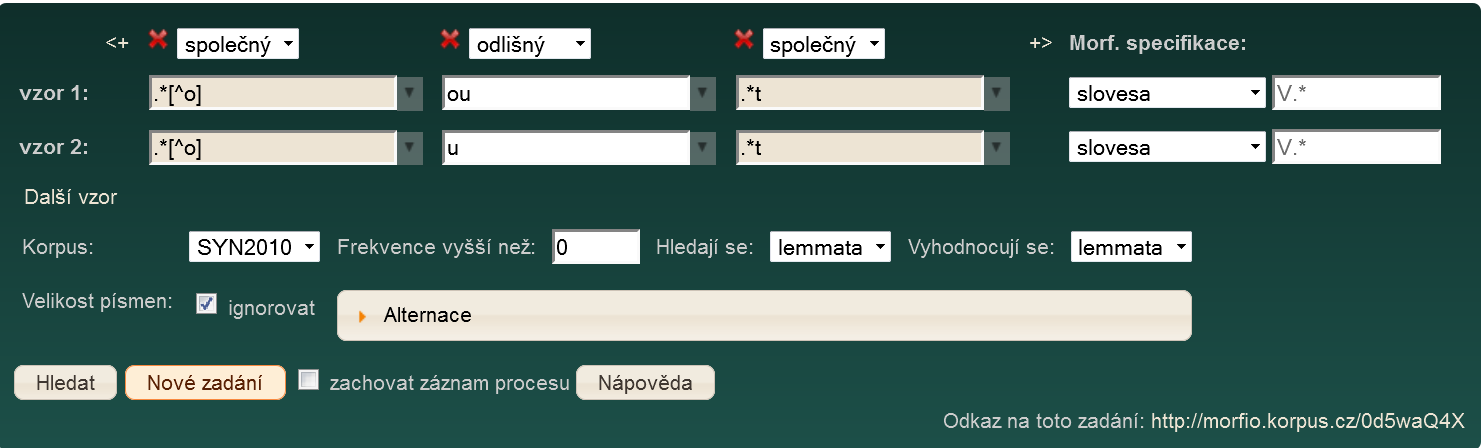 <+ společný odlišný společný +> Morf. specifikace:
vzor 1: .*[^o] ou .*t slovesa V.*
vzor 2: .*[^o] u .*t slovesa V.*
Další vzor
Korpus: SYN2010 Frekvence vyšší než: 0 Hledají se: lemmata Vyhodnocují se: lemmata
Velikost písmen: ignorovat Alternace
Hledat Nové zadání zachovat záznam procesu Nápověda
Odkaz na toto zadání: http://morfio.korpus.cz/0d5waQ4X